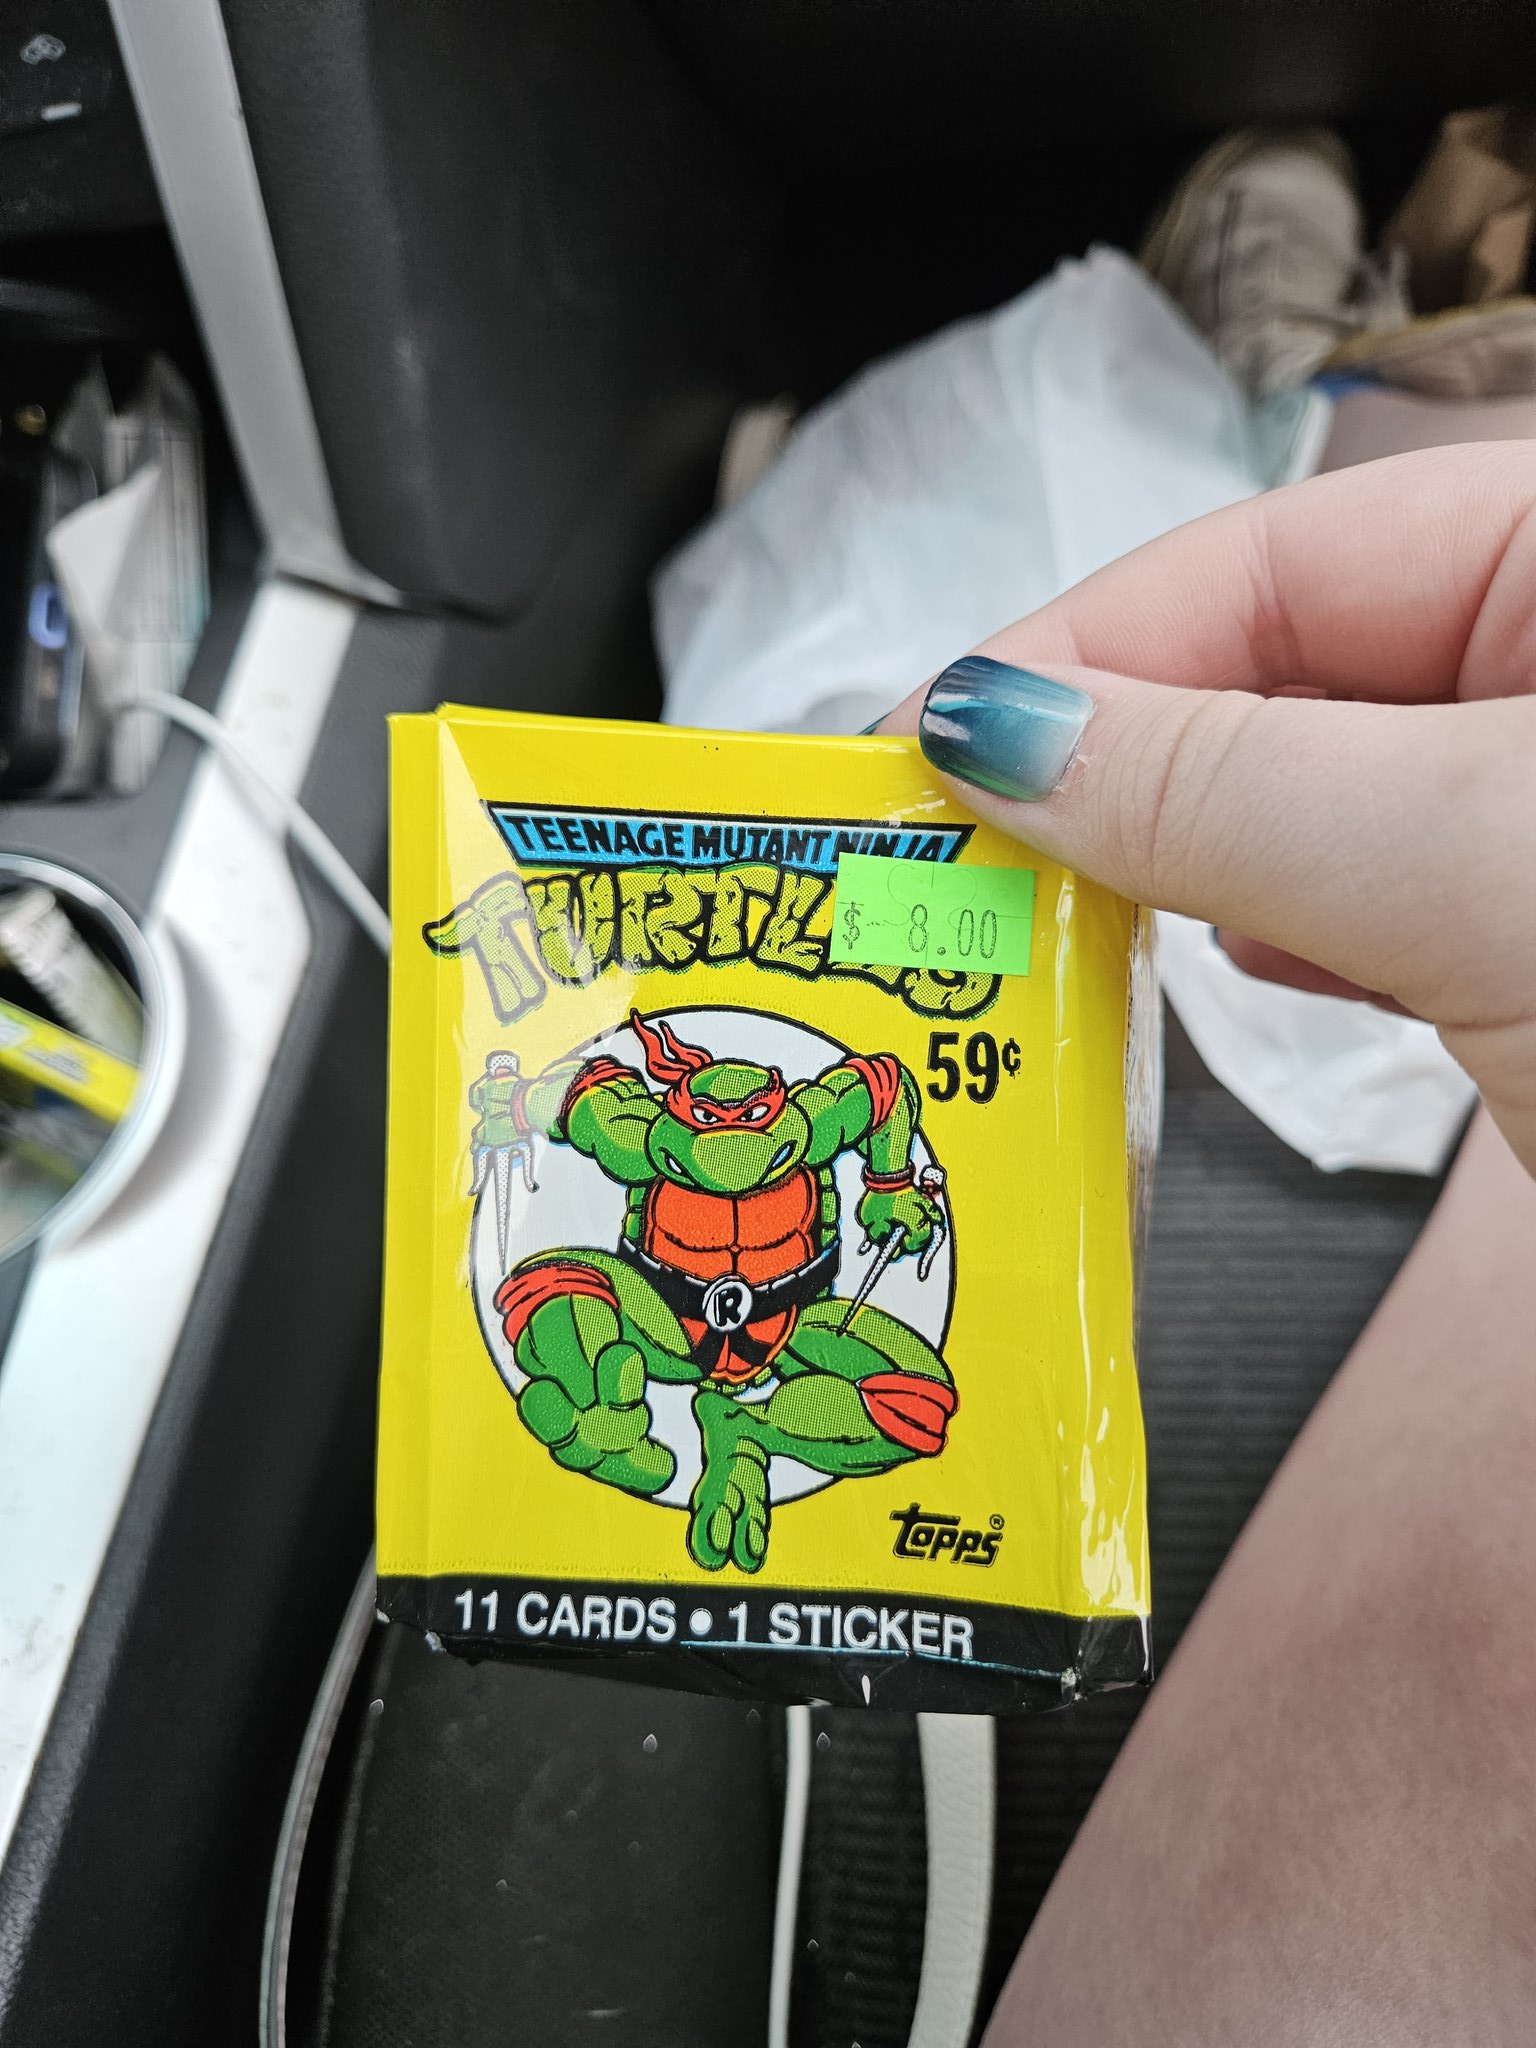 TEENAGE MUTANT NINJA
TURTLES
$ 8.00
59¢
R
topps®
11 CARDS • 1 STICKER